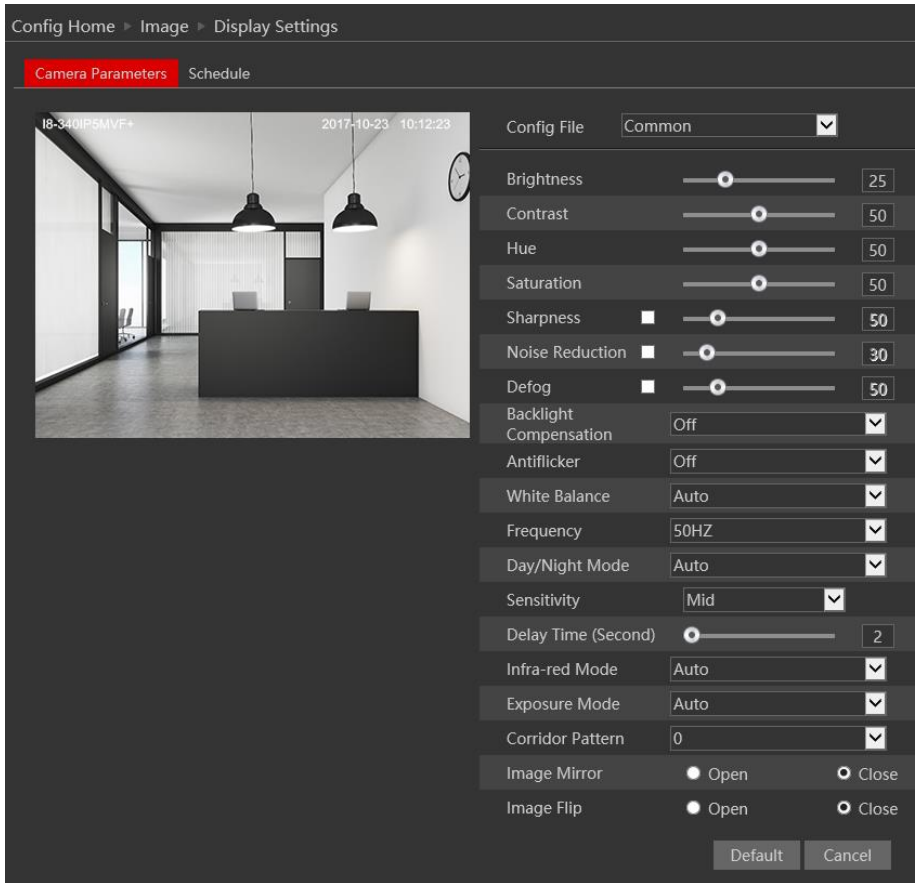 Config Home ▸ Image ▸ Display Settings
Camera Parameters Schedule
I8-340IP5MVF+ 2017-10-23 10:12:23
Config File Common
Brightness 25
Contrast 50
Hue 50
Saturation 50
Sharpness 50
Noise Reduction 30
Defog 50
Backlight
Compensation Off
Antiflicker Off
White Balance Auto
Frequency 50HZ
Day/Night Mode Auto
Sensitivity Mid
Delay Time (Second) 2
Infra-red Mode Auto
Exposure Mode Auto
Corridor Pattern 0
Image Mirror Open Close
Image Flip Open Close
Default Cancel